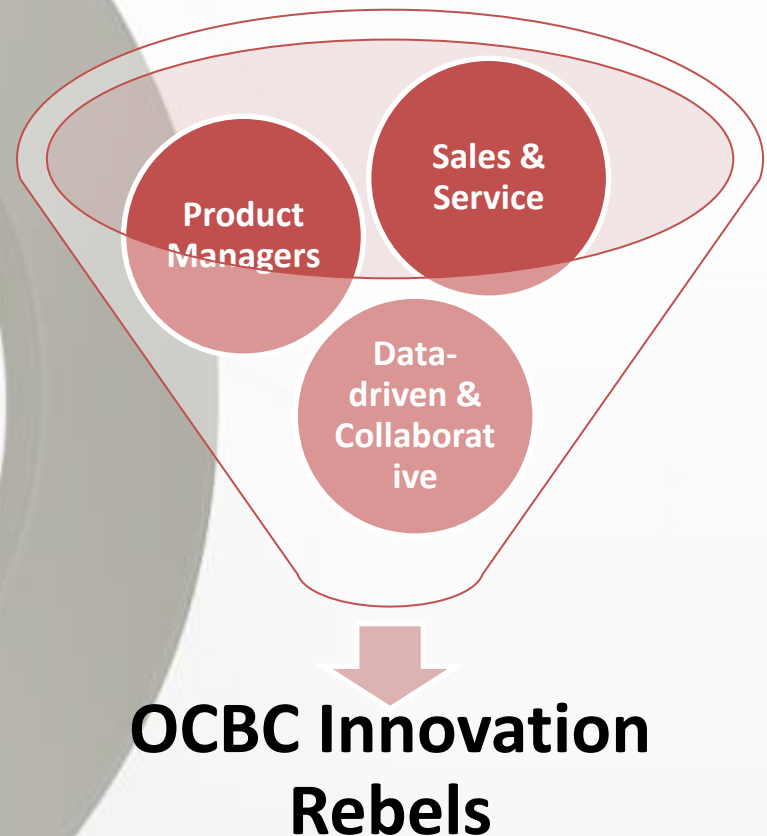 Sales &
Service
Product
Managers
Data-
driven &
Collaborat
ive
OCBC Innovation
Rebels